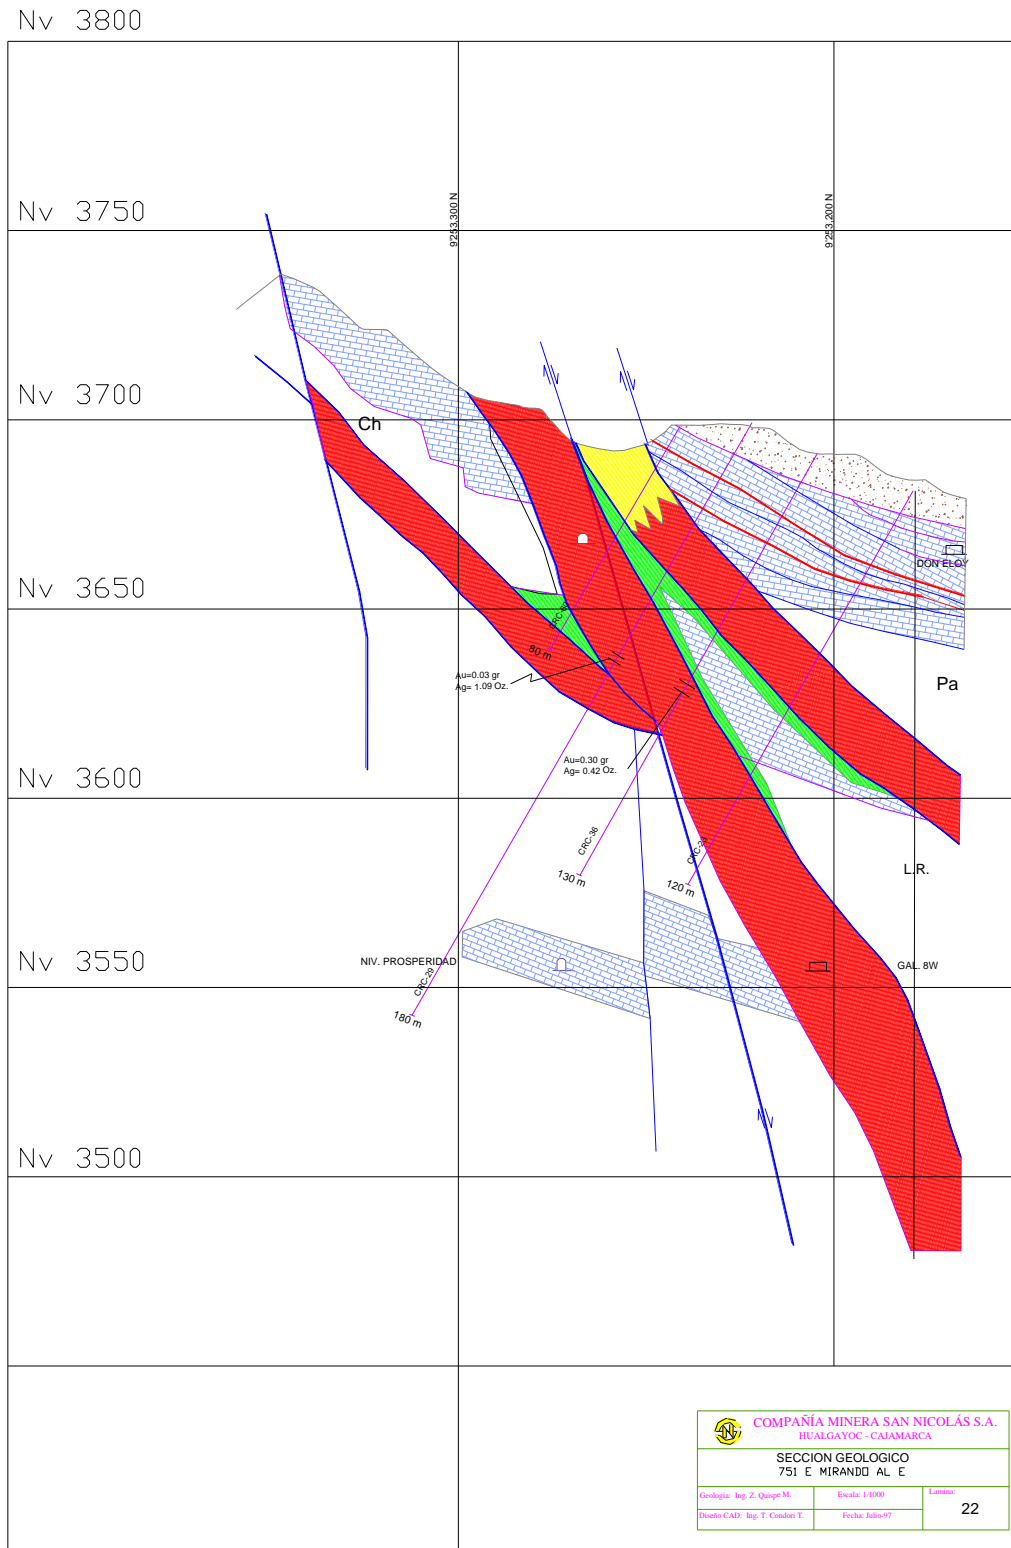 Nv 3800
Nv 3750
9'253,300 N
9'253,200 N
Nv 3700
Ch
DON ELOY
Nv 3650
80 m
Au=0.03 gr
Ag= 1.09 Oz.
Pa
Au=0.30 gr
Ag= 0.42 Oz.
Nv 3600
CRC-36
130 m
120 m
L.R.
Nv 3550
NIV. PROSPERIDAD
GAL. 8W
CRC-29
180 m
Nv 3500
COMPAÑÍA MINERA SAN NICOLÁS S.A.
HUALGAYOC - CAJAMARCA
SECCION GEOLOGICO
751 E MIRANDO AL E
Geología: Ing. Z. Quispe M.
Escala: 1/1000
Lamina:
22
Diseño CAD: Ing. T. Condori T.
Fecha: Julio-97